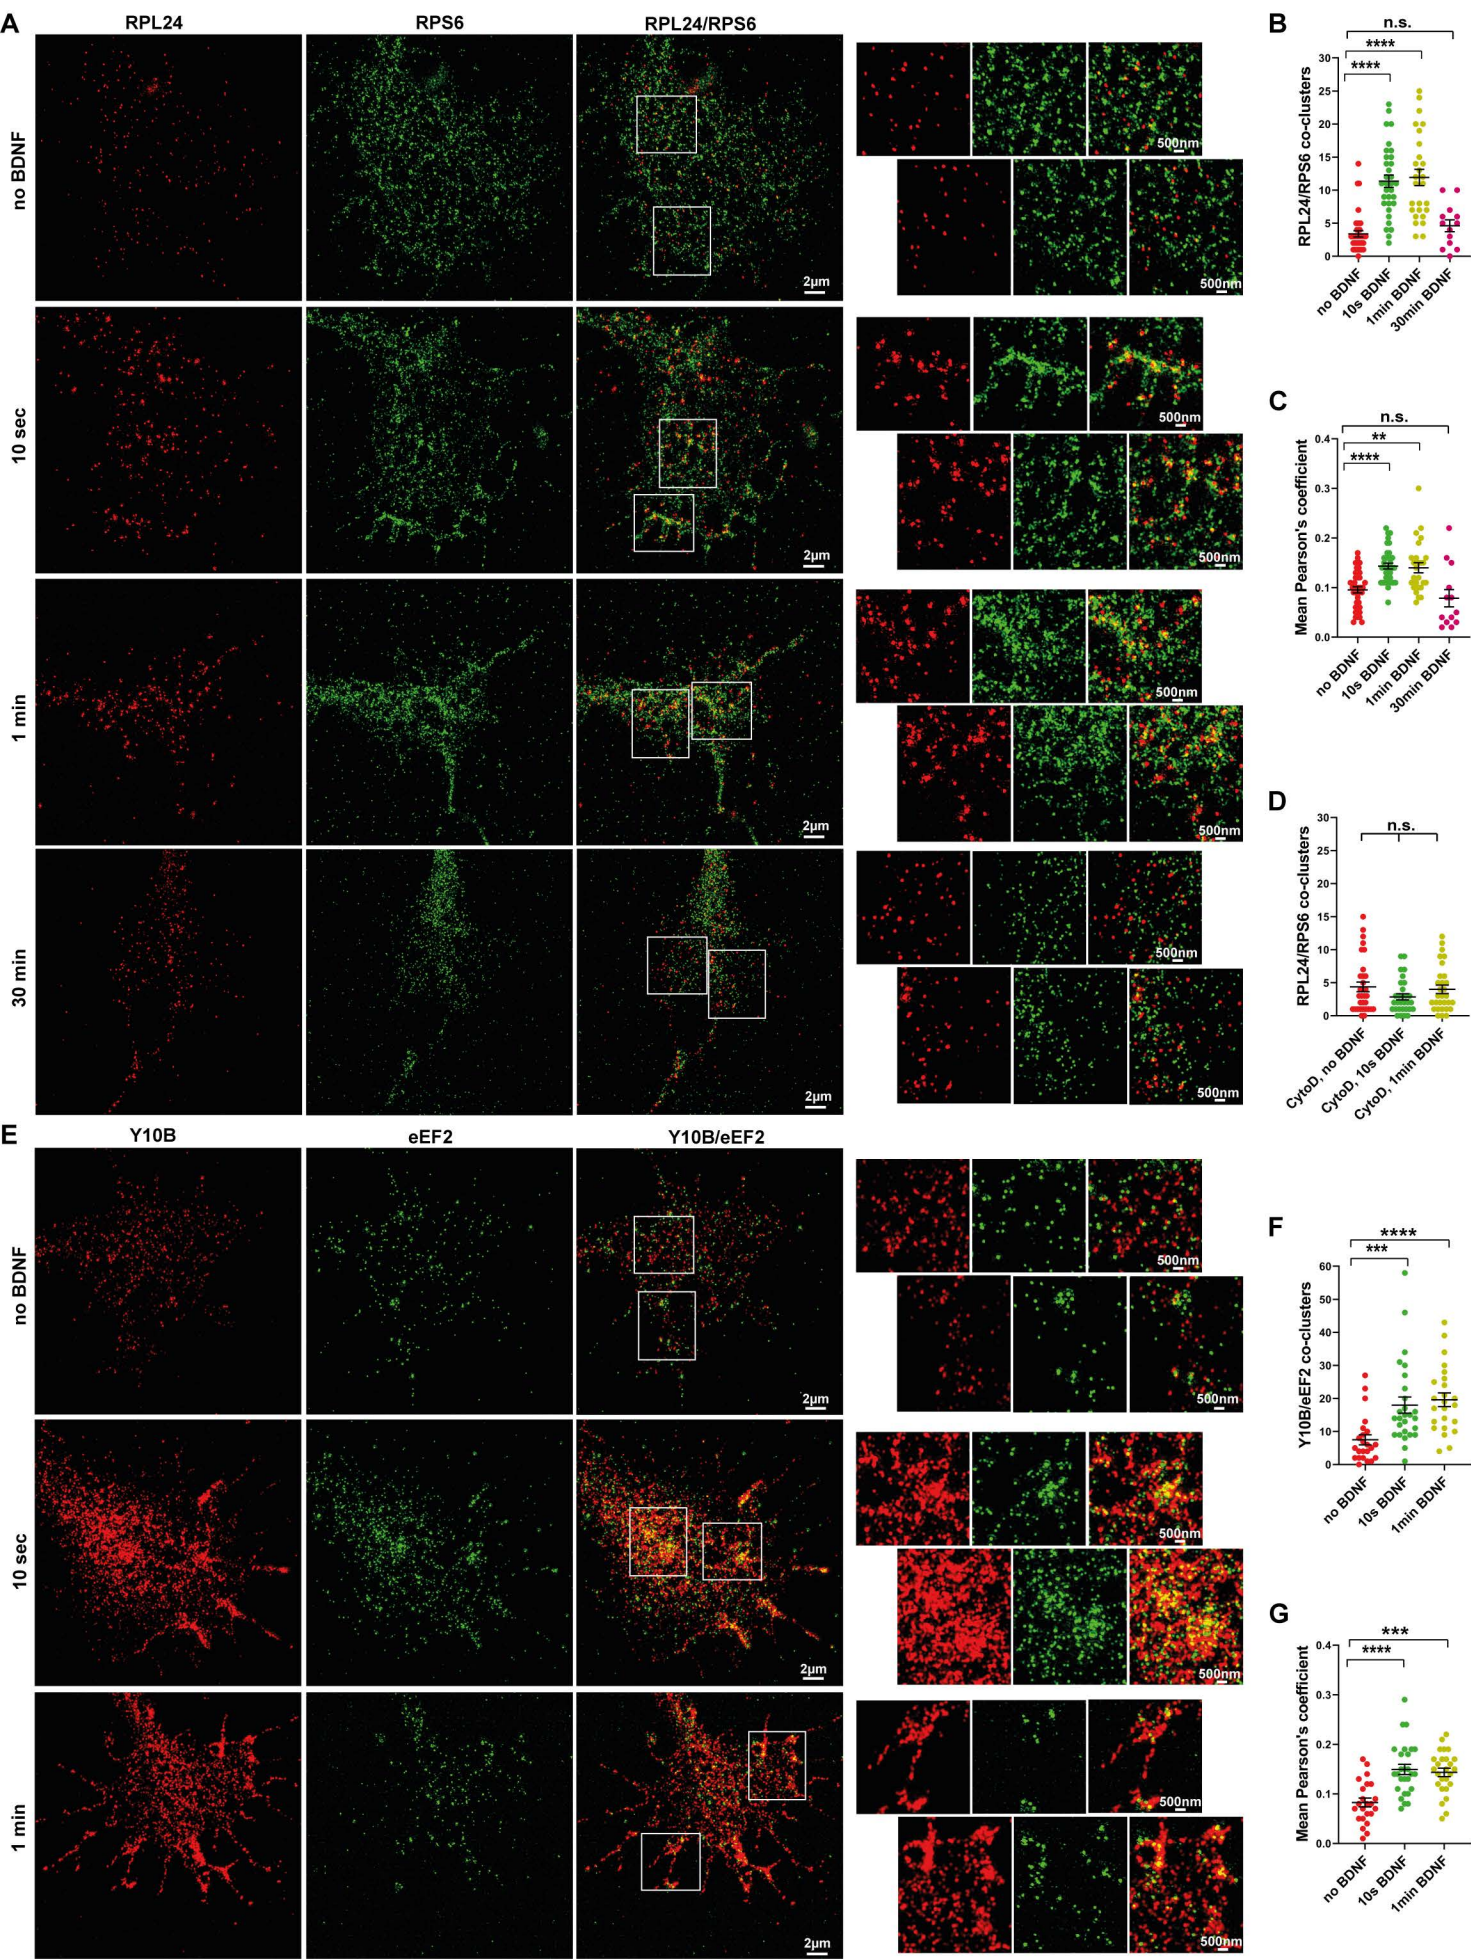 A
RPL24
RPS6
RPL24/RPS6
no BDNF
500nm
500nm
2µm
10 sec
500nm
500nm
2µm
1 min
500nm
500nm
2µm
30 min
500nm
500nm
2µm
B
n.s.
****
****
RPL24/RPS6 co-clusters
30
25
20
15
10
5
0
no BDNF
10s BDNF
1min BDNF
30min BDNF
C
n.s.
**
****
Mean Pearson's coefficient
0.4
0.3
0.2
0.1
0.0
no BDNF
10s BDNF
1min BDNF
30min BDNF
D
n.s.
RPL24/RPS6 co-clusters
30
25
20
15
10
5
0
CytoD, no BDNF
CytoD, 10s BDNF
CytoD, 1min BDNF
E
Y10B
eEF2
Y10B/eEF2
no BDNF
500nm
500nm
2µm
10 sec
500nm
500nm
2µm
1 min
500nm
500nm
2µm
F
****
***
Y10B/eEF2 co-clusters
60
50
40
30
20
10
0
no BDNF
10s BDNF
1min BDNF
G
***
****
Mean Pearson's coefficient
0.4
0.3
0.2
0.1
0.0
no BDNF
10s BDNF
1min BDNF